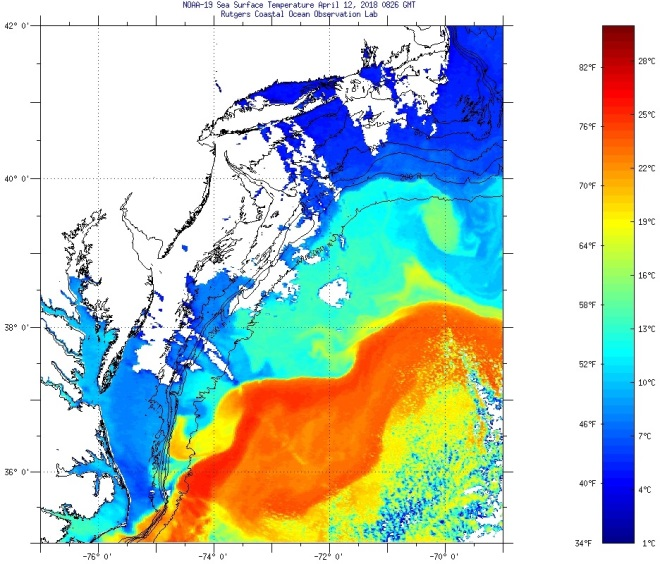 NOAA-19 Sea Surface Temperature April 12, 2018 0826 GMT
Rutgers Coastal Ocean Observation Lab
42° 0'
40° 0'
38° 0'
36° 0'
-76° 0'
-74° 0'
-72° 0'
-70° 0'
82°F
76°F
70°F
64°F
58°F
52°F
46°F
40°F
34°F
28°C
25°C
22°C
19°C
16°C
13°C
10°C
7°C
4°C
1°C